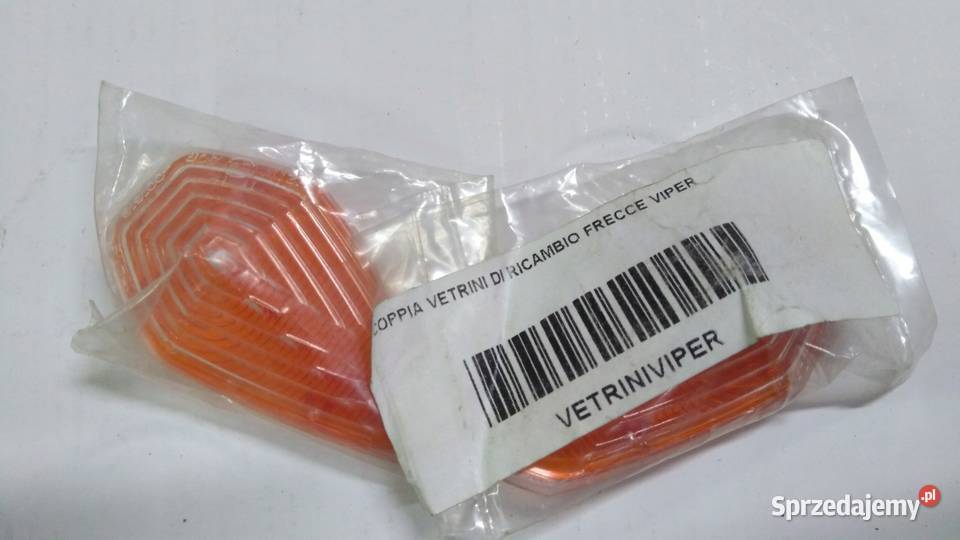 COPPIA VETRINI DI RICAMBIO FRECCE VIPER
VETRINIVIPER
Sprzedajemy.pl